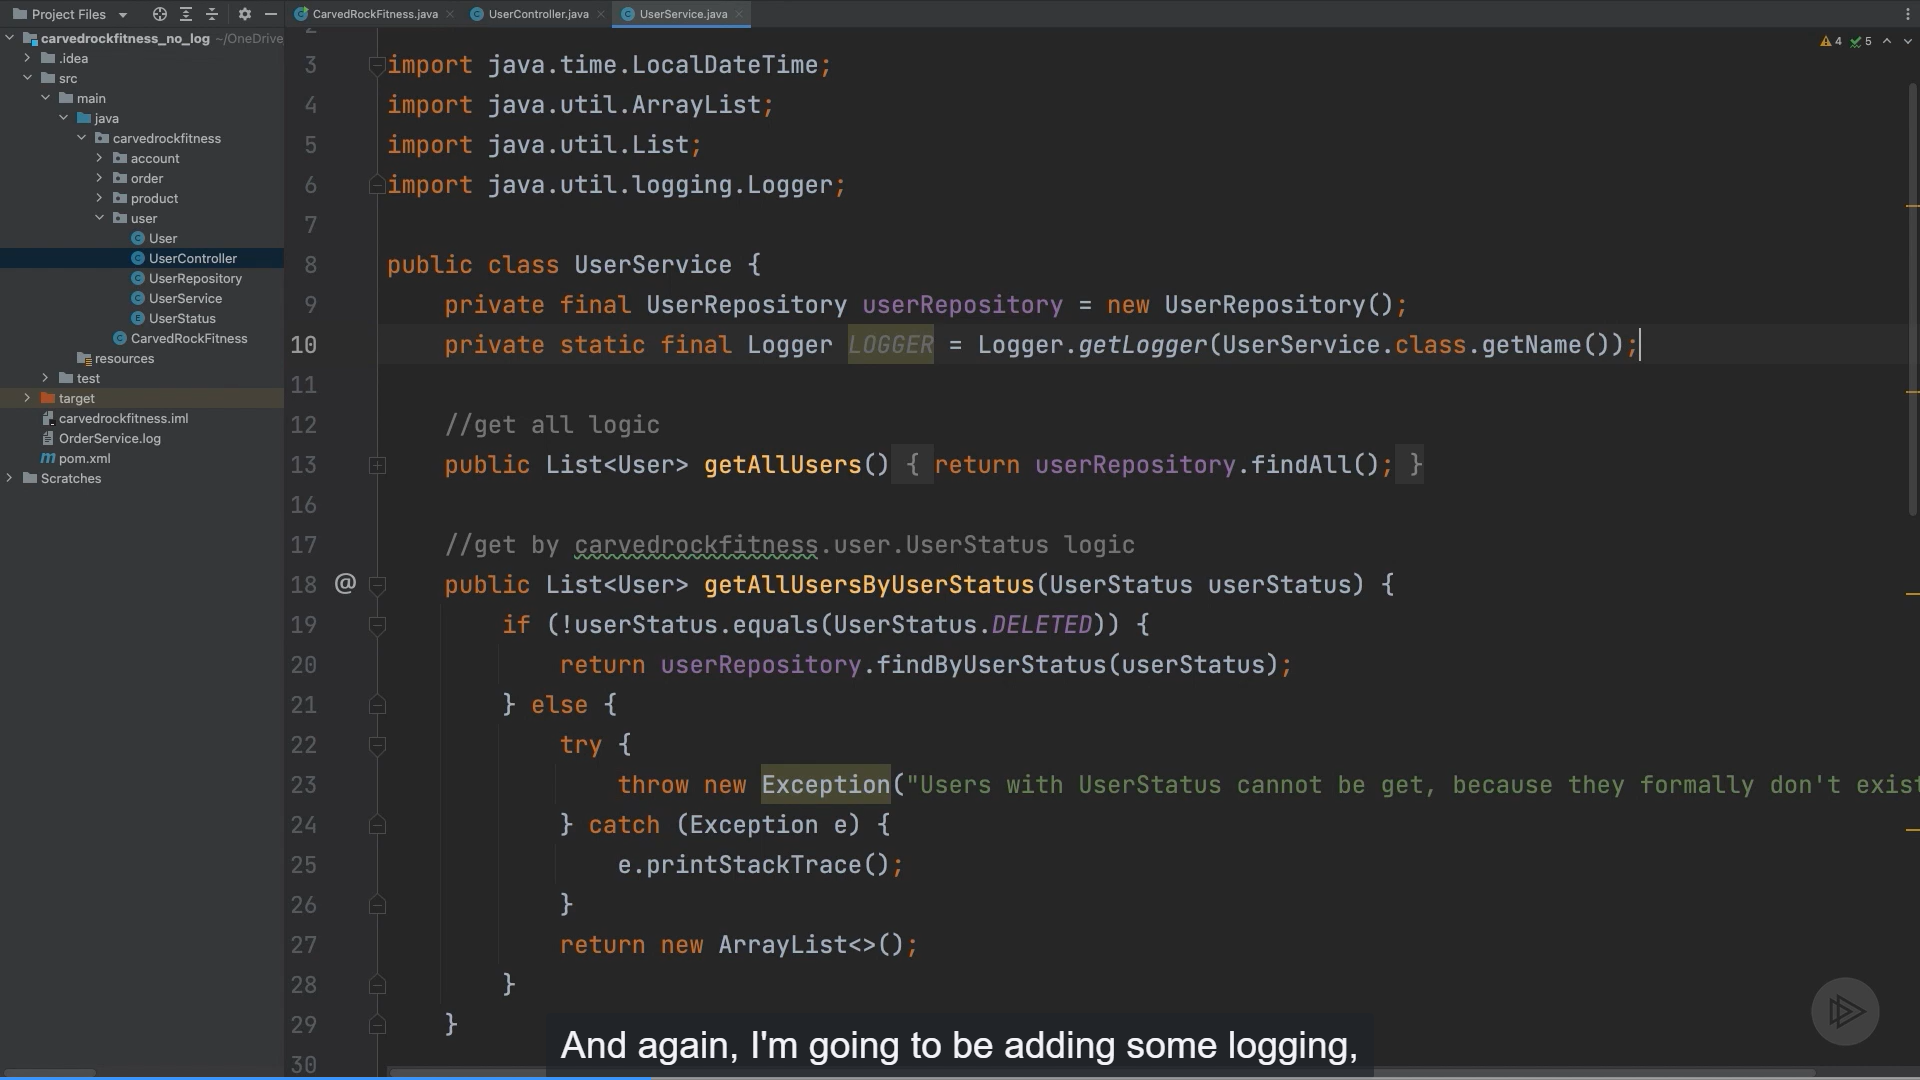 Project Files
CarvedRockFitness.java
UserController.java
UserService.java
carvedrockfitness_no_log ~/OneDrive
.idea
src
main
java
carvedrockfitness
account
order
product
user
User
UserController
UserRepository
UserService
UserStatus
CarvedRockFitness
resources
test
target
carvedrockfitness.iml
OrderService.log
m pom.xml
Scratches
4 5
3 import java.time.LocalDateTime;
4 import java.util.ArrayList;
5 import java.util.List;
6 import java.util.logging.Logger;
7
8 public class UserService {
9 private final UserRepository userRepository = new UserRepository();
10 private static final Logger LOGGER = Logger.getLogger(UserService.class.getName());
11
12 //get all logic
13 public List<User> getAllUsers() { return userRepository.findAll(); }
16
17 //get by carvedrockfitness.user.UserStatus logic
18 @ public List<User> getAllUsersByUserStatus(UserStatus userStatus) {
19 if (!userStatus.equals(UserStatus.DELETED)) {
20 return userRepository.findByUserStatus(userStatus);
21 } else {
22 try {
23 throw new Exception("Users with UserStatus cannot be get, because they formally don't exist
24 } catch (Exception e) {
25 e.printStackTrace();
26 }
27 return new ArrayList<>();
28 }
29 }
30
And again, I'm going to be adding some logging,